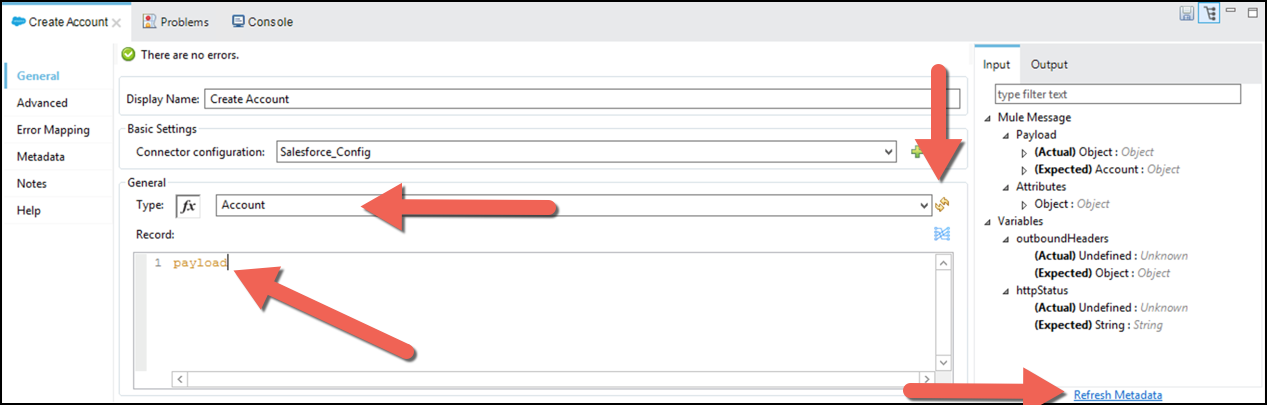 Create Account
Problems
Console
There are no errors.
General
Advanced
Error Mapping
Metadata
Notes
Help
Display Name: Create Account
Basic Settings
Connector configuration: Salesforce_Config
General
Type: fx Account
Record:
1 payload
Input
Output
type filter text
Mule Message
Payload
(Actual) Object : Object
(Expected) Account : Object
Attributes
Object : Object
Variables
outboundHeaders
(Actual) Undefined : Unknown
(Expected) Object : Object
httpStatus
(Actual) Undefined : Unknown
(Expected) String : String
Refresh Metadata